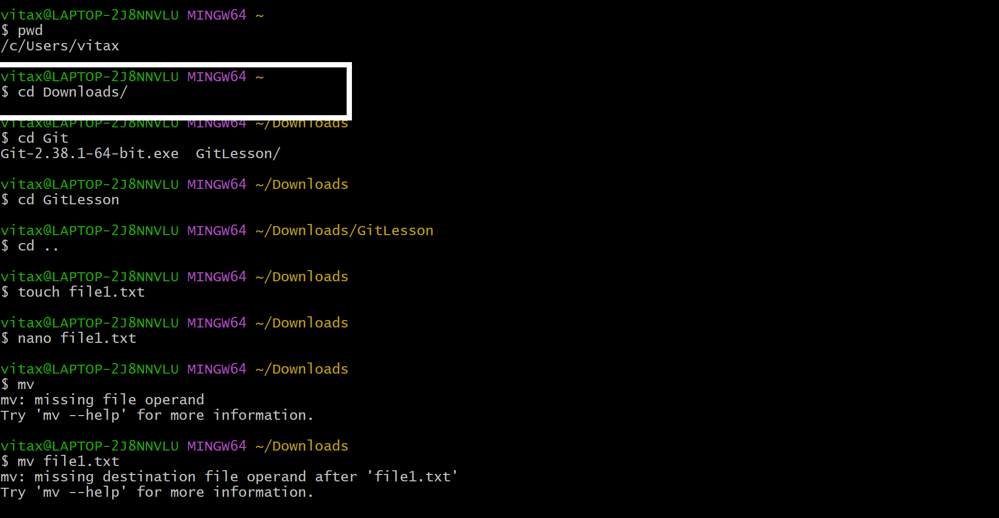 vitax@LAPTOP-2J8NNVLU MINGW64 ~
$ pwd
/c/Users/vitax
vitax@LAPTOP-2J8NNVLU MINGW64 ~
$ cd Downloads/
vitax@LAPTOP-2J8NNVLU MINGW64 ~/Downloads
$ cd Git
Git-2.38.1-64-bit.exe  GitLesson/
vitax@LAPTOP-2J8NNVLU MINGW64 ~/Downloads
$ cd GitLesson
vitax@LAPTOP-2J8NNVLU MINGW64 ~/Downloads/GitLesson
$ cd ..
vitax@LAPTOP-2J8NNVLU MINGW64 ~/Downloads
$ touch file1.txt
vitax@LAPTOP-2J8NNVLU MINGW64 ~/Downloads
$ nano file1.txt
vitax@LAPTOP-2J8NNVLU MINGW64 ~/Downloads
$ mv
mv: missing file operand
Try 'mv --help' for more information.
vitax@LAPTOP-2J8NNVLU MINGW64 ~/Downloads
$ mv file1.txt
mv: missing destination file operand after 'file1.txt'
Try 'mv --help' for more information.